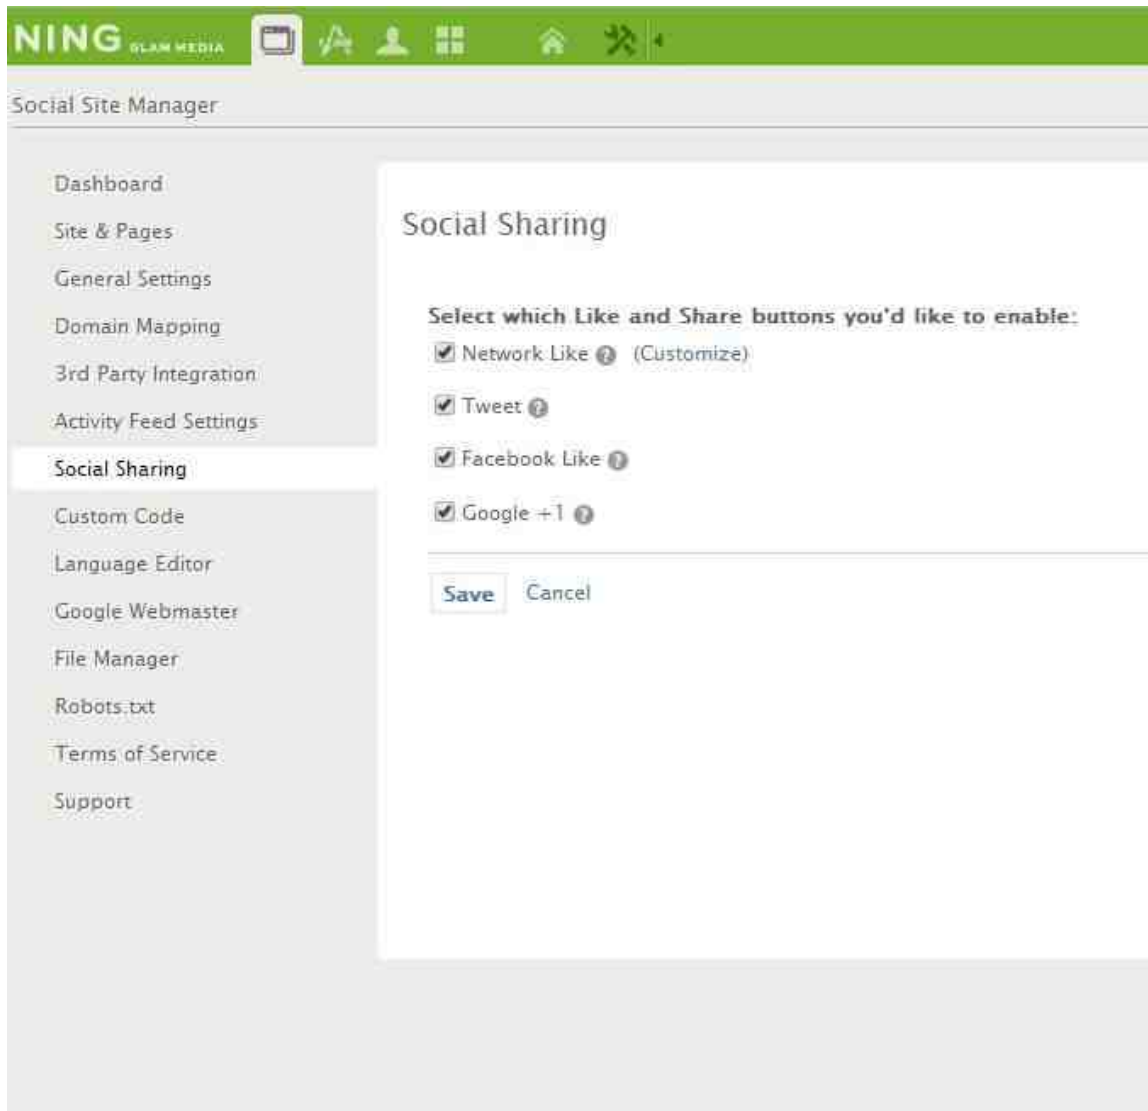 NING GLAM MEDIA
Social Site Manager
Dashboard
Site & Pages
General Settings
Domain Mapping
3rd Party Integration
Activity Feed Settings
Social Sharing
Custom Code
Language Editor
Google Webmaster
File Manager
Robots.txt
Terms of Service
Support
Social Sharing
Select which Like and Share buttons you'd like to enable:
Network Like ? (Customize)
Tweet ?
Facebook Like ?
Google +1 ?
Save Cancel